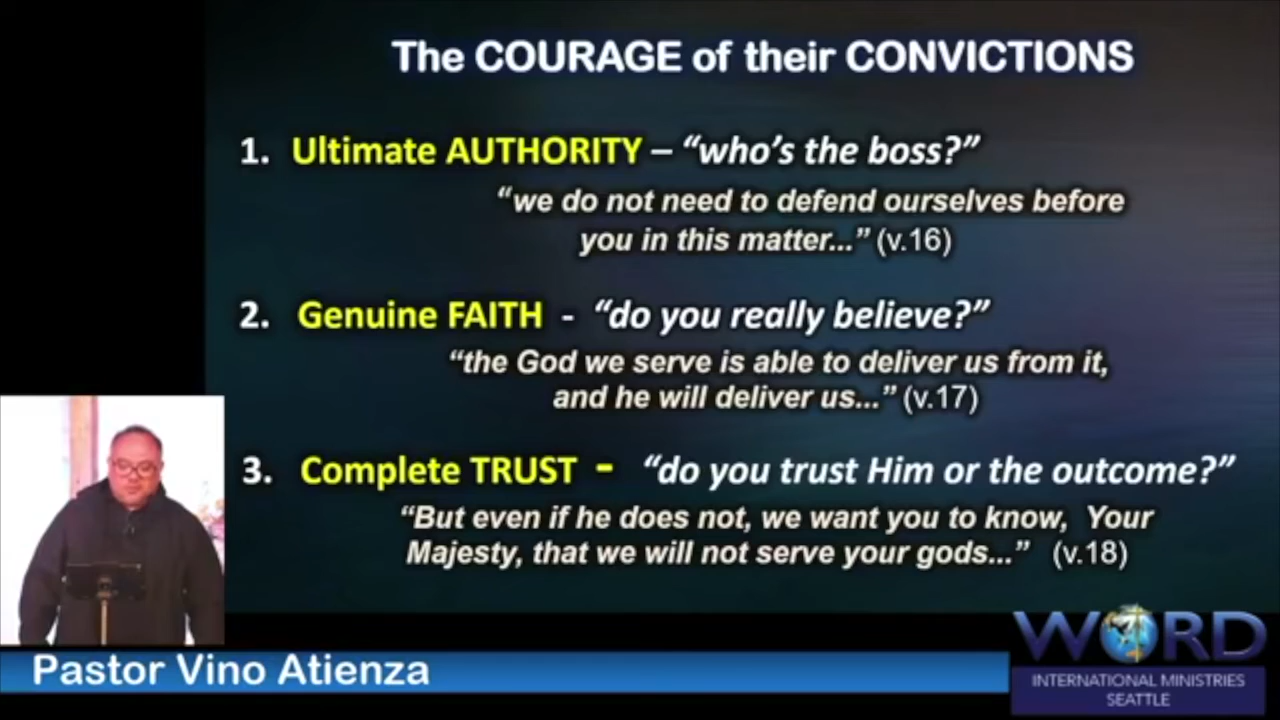 The COURAGE of their CONVICTIONS
1. Ultimate AUTHORITY – “who’s the boss?”
“we do not need to defend ourselves before
you in this matter...” (v.16)
2. Genuine FAITH - “do you really believe?”
“the God we serve is able to deliver us from it,
and he will deliver us...” (v.17)
3. Complete TRUST - “do you trust Him or the outcome?”
“But even if he does not, we want you to know, Your
Majesty, that we will not serve your gods...” (v.18)
Pastor Vino Atienza
WORD
INTERNATIONAL MINISTRIES
SEATTLE